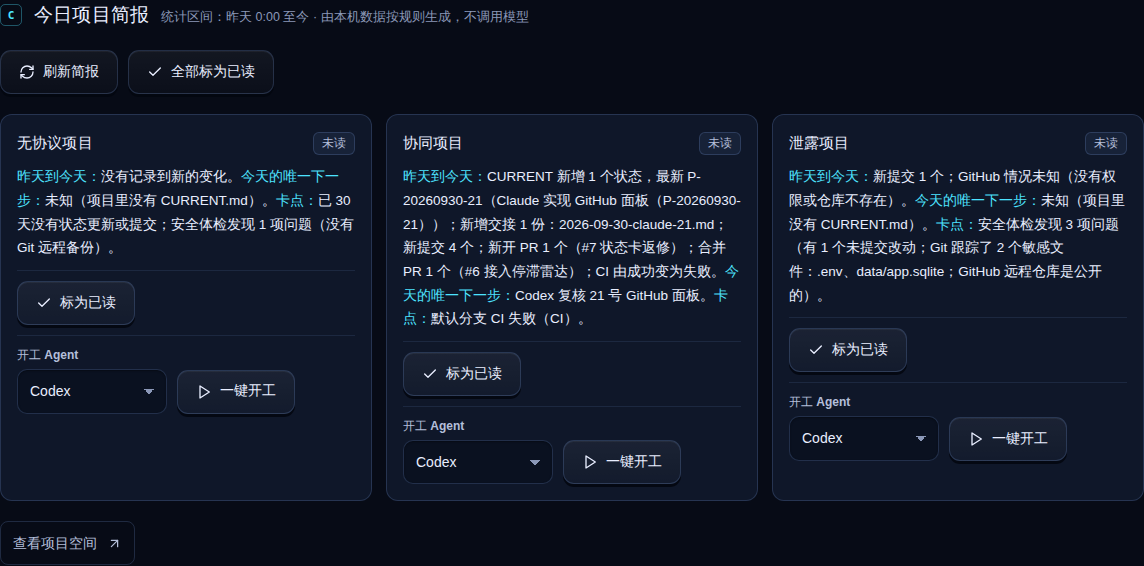 C 今日项目简报 统计区间：昨天 0:00 至今 · 由本机数据按规则生成，不调用模型
刷新简报 全部标为已读
无协议项目 未读
昨天到今天：没有记录到新的变化。今天的唯一下一
步：未知（项目里没有 CURRENT.md）。卡点：已 30
天没有状态更新或提交；安全体检发现 1 项问题（没有
Git 远程备份）。
标为已读
开工 Agent
Codex 一键开工
协同项目 未读
昨天到今天：CURRENT 新增 1 个状态，最新 P-
20260930-21（Claude 实现 GitHub 面板（P-20260930-
21））；新增交接 1 份：2026-09-30-claude-21.md；
新提交 4 个；新开 PR 1 个（#7 状态卡返修）；合并
PR 1 个（#6 接入停滞雷达）；CI 由成功变为失败。今
天的唯一下一步：Codex 复核 21 号 GitHub 面板。卡
点：默认分支 CI 失败（CI）。
标为已读
开工 Agent
Codex 一键开工
泄露项目 未读
昨天到今天：新提交 1 个；GitHub 情况未知（没有权
限或仓库不存在）。今天的唯一下一步：未知（项目里
没有 CURRENT.md）。卡点：安全体检发现 3 项问题
（有 1 个未提交改动；Git 跟踪了 2 个敏感文
件：.env、data/app.sqlite；GitHub 远程仓库是公开
的）。
标为已读
开工 Agent
Codex 一键开工
查看项目空间